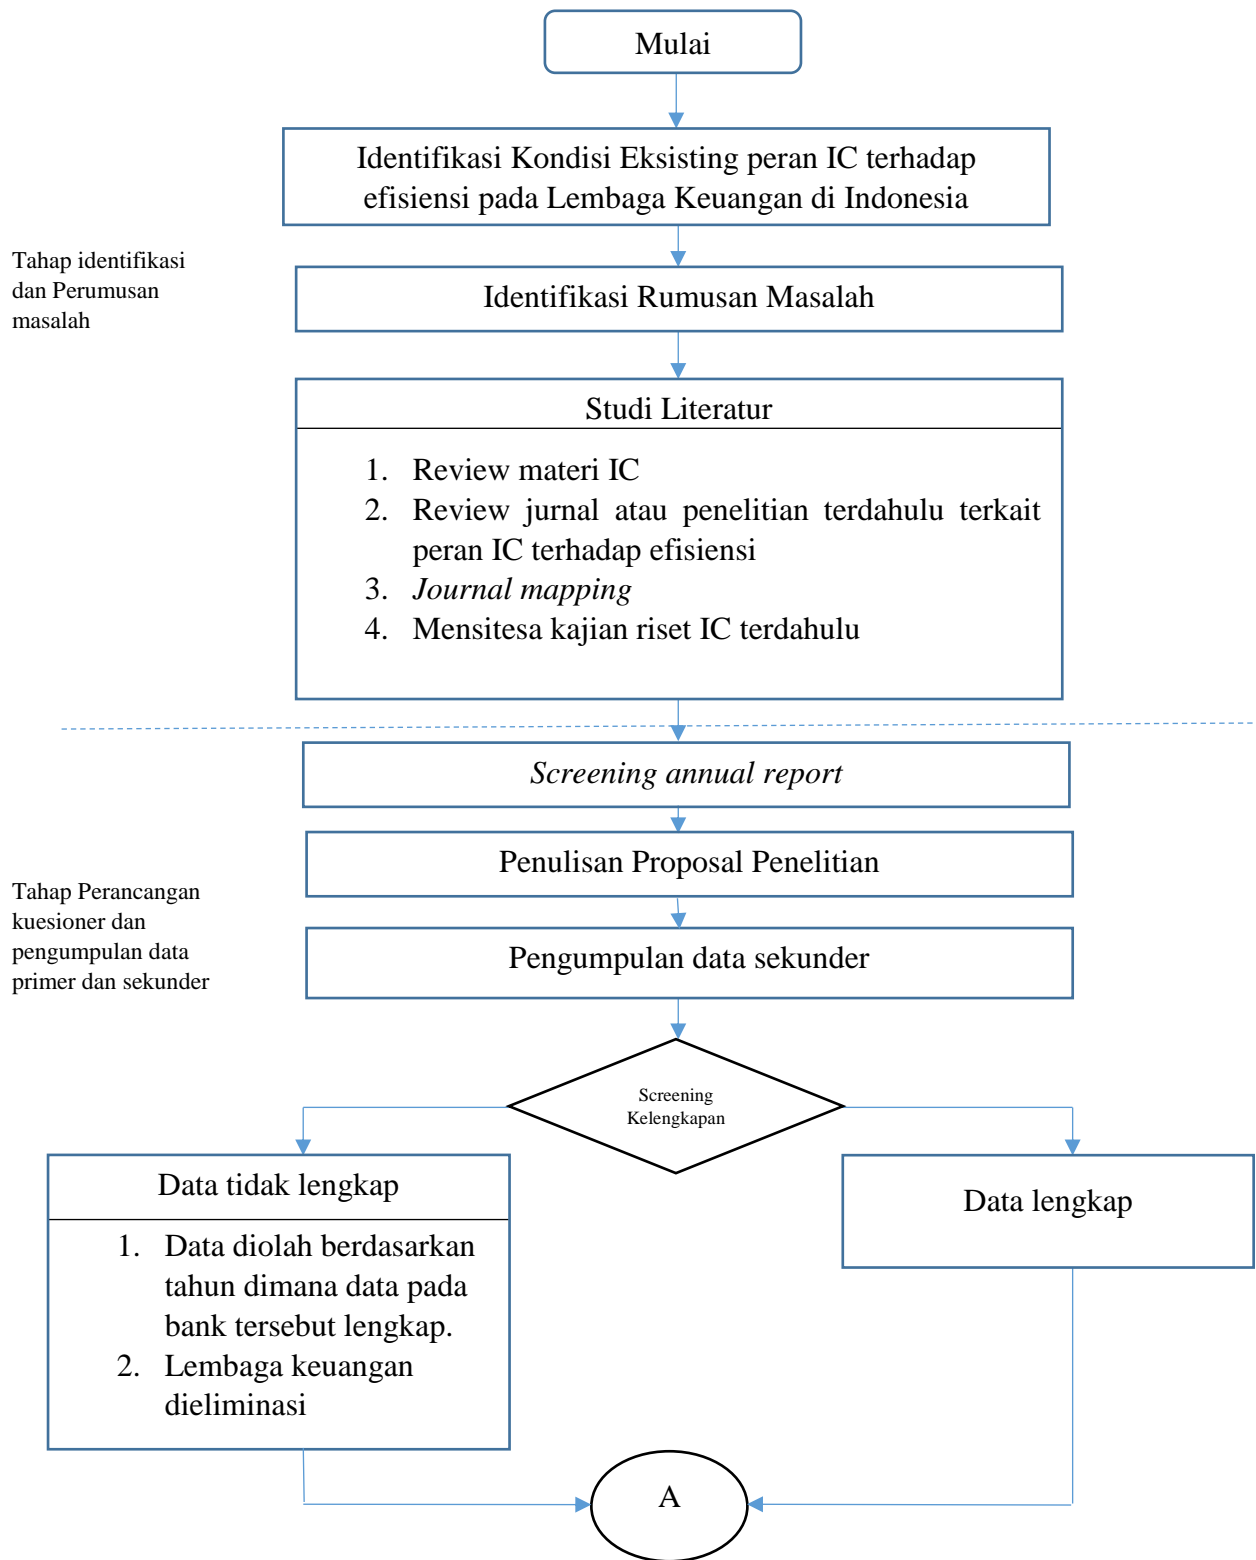 Mulai
Identifikasi Kondisi Eksisting peran IC terhadap
efisiensi pada Lembaga Keuangan di Indonesia
Tahap identifikasi
dan Perumusan
masalah
Identifikasi Rumusan Masalah
Studi Literatur
1. Review materi IC
2. Review jurnal atau penelitian terdahulu terkait
peran IC terhadap efisiensi
3. Journal mapping
4. Mensitesa kajian riset IC terdahulu
Screening annual report
Penulisan Proposal Penelitian
Tahap Perancangan
kuesioner dan
pengumpulan data
primer dan sekunder
Pengumpulan data sekunder
Screening
Kelengkapan
Data tidak lengkap
1. Data diolah berdasarkan
tahun dimana data pada
bank tersebut lengkap.
2. Lembaga keuangan
dieliminasi
Data lengkap
A